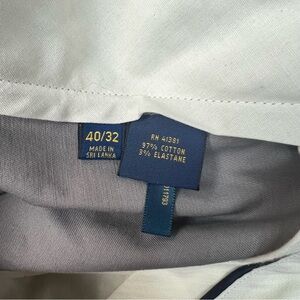 40/32
MADE IN
SRI LANKA
RN 41381
97% COTTON
3% ELASTANE